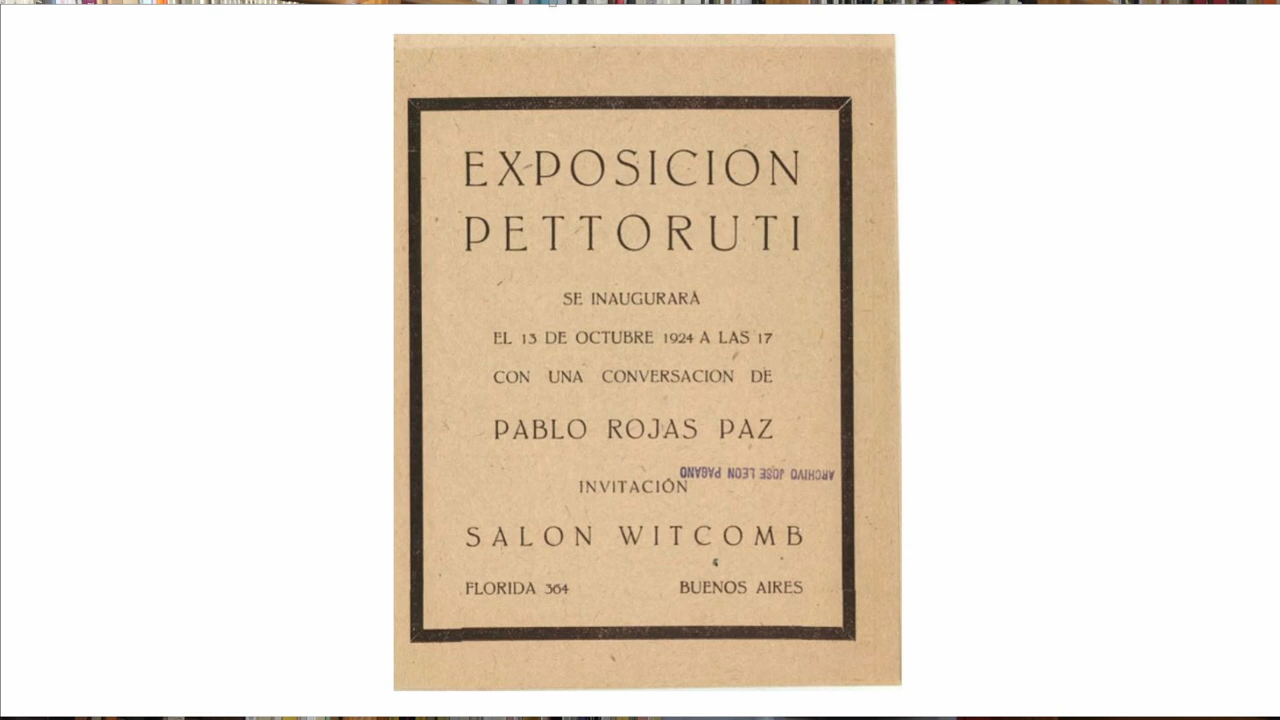 EXPOSICION
PETTORUTI
SE INAUGURARÁ
EL 13 DE OCTUBRE 1924 A LAS 17
CON UNA CONVERSACION DE
PABLO ROJAS PAZ
ARCHIVO JOSE LEON PAGANO
INVITACIÓN
SALON WITCOMB
FLORIDA 364 BUENOS AIRES